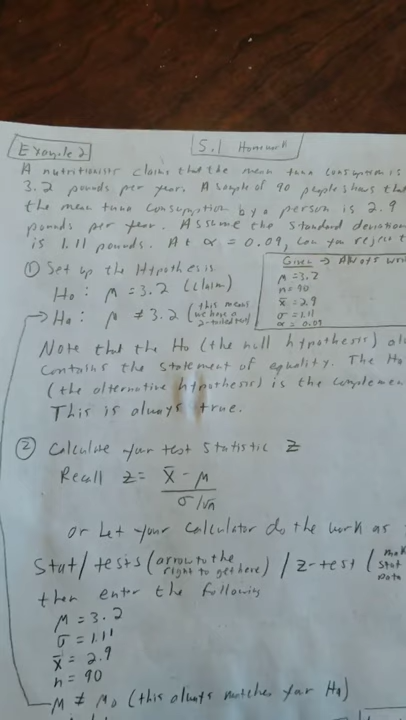 Example 2
5.1 Homework
A nutritionist claims that the mean tuna consumption is
3.2 pounds per year. A sample of 90 people shows that
the mean tuna consumption by a person is 2.9
pounds per year. Assume the standard deviation
is 1.11 pounds. At α = 0.09, can you reject t
Given → Always wri
μ = 3.2
n = 90
x̄ = 2.9
σ = 1.11
α = 0.09
① Set up the Hypothesis
H₀: μ = 3.2 (Claim)
Ha: μ ≠ 3.2 (this means we have a 2-tailed test)
Note that the H₀ (the null hypothesis) al
contains the statement of equality. The Ha
(the alternative hypothesis) is the complemen
This is always true.
② Calculate your test statistic Z
Recall Z = x̄ - μ
σ/√n
or Let your calculator do the work as
Stat/tests (arrow to the right to get here) / Z-test (
then enter the following
μ = 3.2
σ = 1.11
x̄ = 2.9
n = 90
μ ≠ μ₀ (this always matches your Ha)